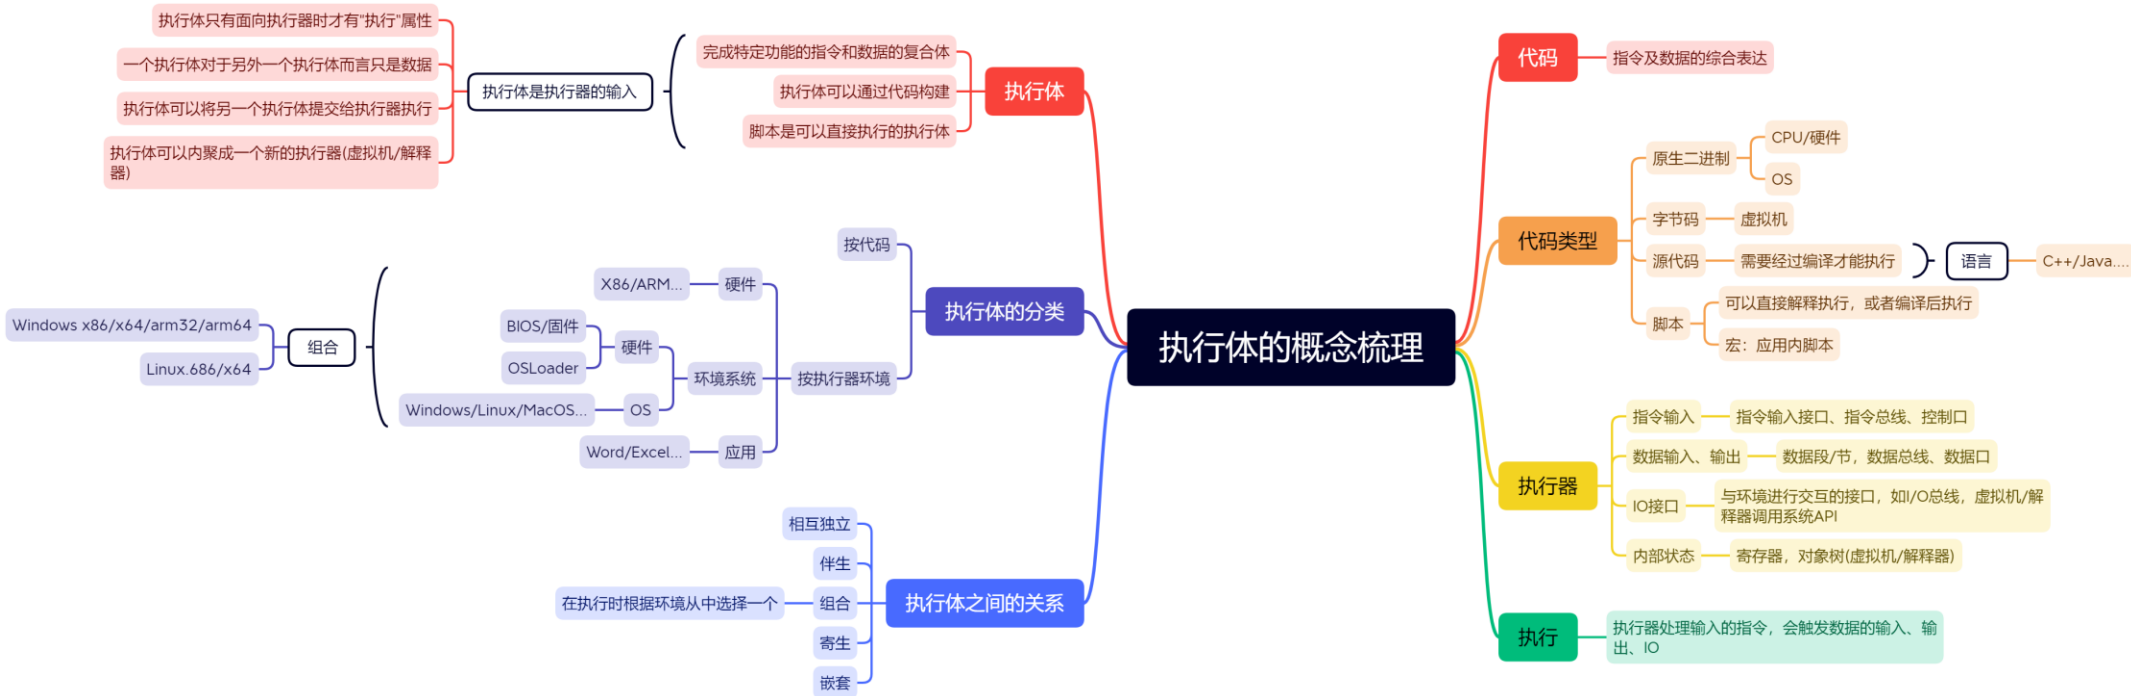 执行体的概念梳理
代码
指令及数据的综合表达
代码类型
原生二进制
CPU/硬件
OS
字节码
虚拟机
源代码
需要经过编译才能执行
语言
C++/Java....
脚本
可以直接解释执行，或者编译后执行
宏：应用内脚本
执行器
指令输入
指令输入接口、指令总线、控制口
数据输入、输出
数据段/节，数据总线、数据口
IO接口
与环境进行交互的接口，如I/O总线，虚拟机/解
释器调用系统API
内部状态
寄存器，对象树(虚拟机/解释器)
执行
执行器处理输入的指令，会触发数据的输入、输
出、IO
执行体
完成特定功能的指令和数据的复合体
执行体可以通过代码构建
脚本是可以直接执行的执行体
执行体是执行器的输入
执行体只有面向执行器时才有"执行"属性
一个执行体对于另外一个执行体而言只是数据
执行体可以将另一个执行体提交给执行器执行
执行体可以内聚成一个新的执行器(虚拟机/解释
器)
执行体的分类
按代码
按执行器环境
硬件
X86/ARM...
环境系统
硬件
BIOS/固件
OSLoader
OS
Windows/Linux/MacOS...
应用
Word/Excel...
组合
Windows x86/x64/arm32/arm64
Linux.686/x64
执行体之间的关系
相互独立
伴生
组合
在执行时根据环境从中选择一个
寄生
嵌套